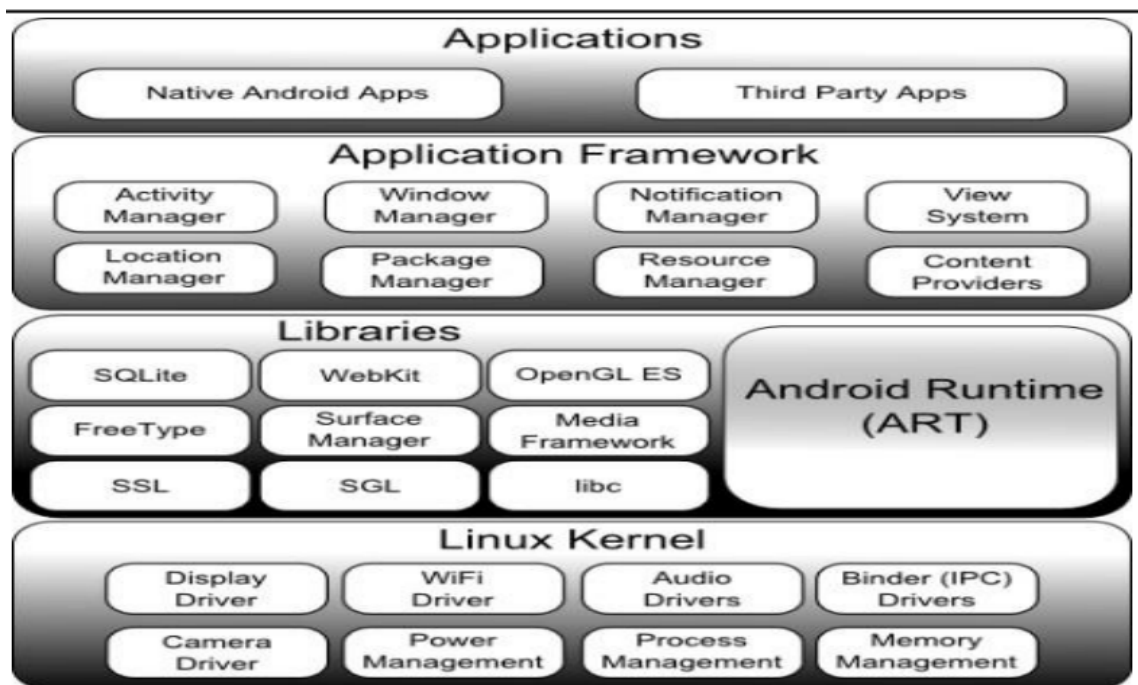 Applications
Native Android Apps
Third Party Apps
Application Framework
Activity
Manager
Window
Manager
Notification
Manager
View
System
Location
Manager
Package
Manager
Resource
Manager
Content
Providers
Libraries
SQLite
WebKit
OpenGL ES
FreeType
Surface
Manager
Media
Framework
SSL
SGL
libc
Android Runtime
(ART)
Linux Kernel
Display
Driver
WiFi
Driver
Audio
Drivers
Binder (IPC)
Drivers
Camera
Driver
Power
Management
Process
Management
Memory
Management